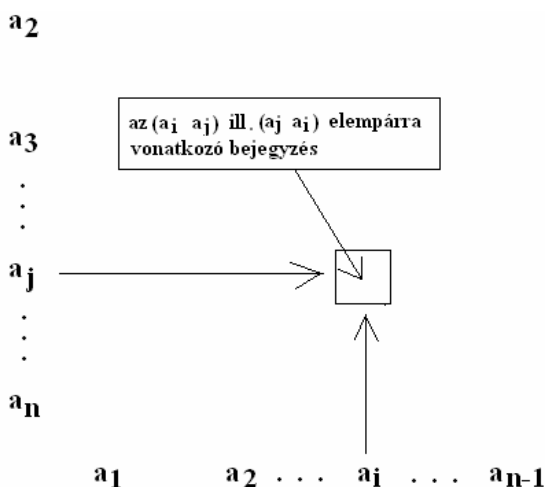 a2
az (ai aj) ill. (aj ai) elempárra
vonatkozó bejegyzés
a3
.
.
.
aj
.
.
.
an
a1 a2 . . . ai . . . an-1